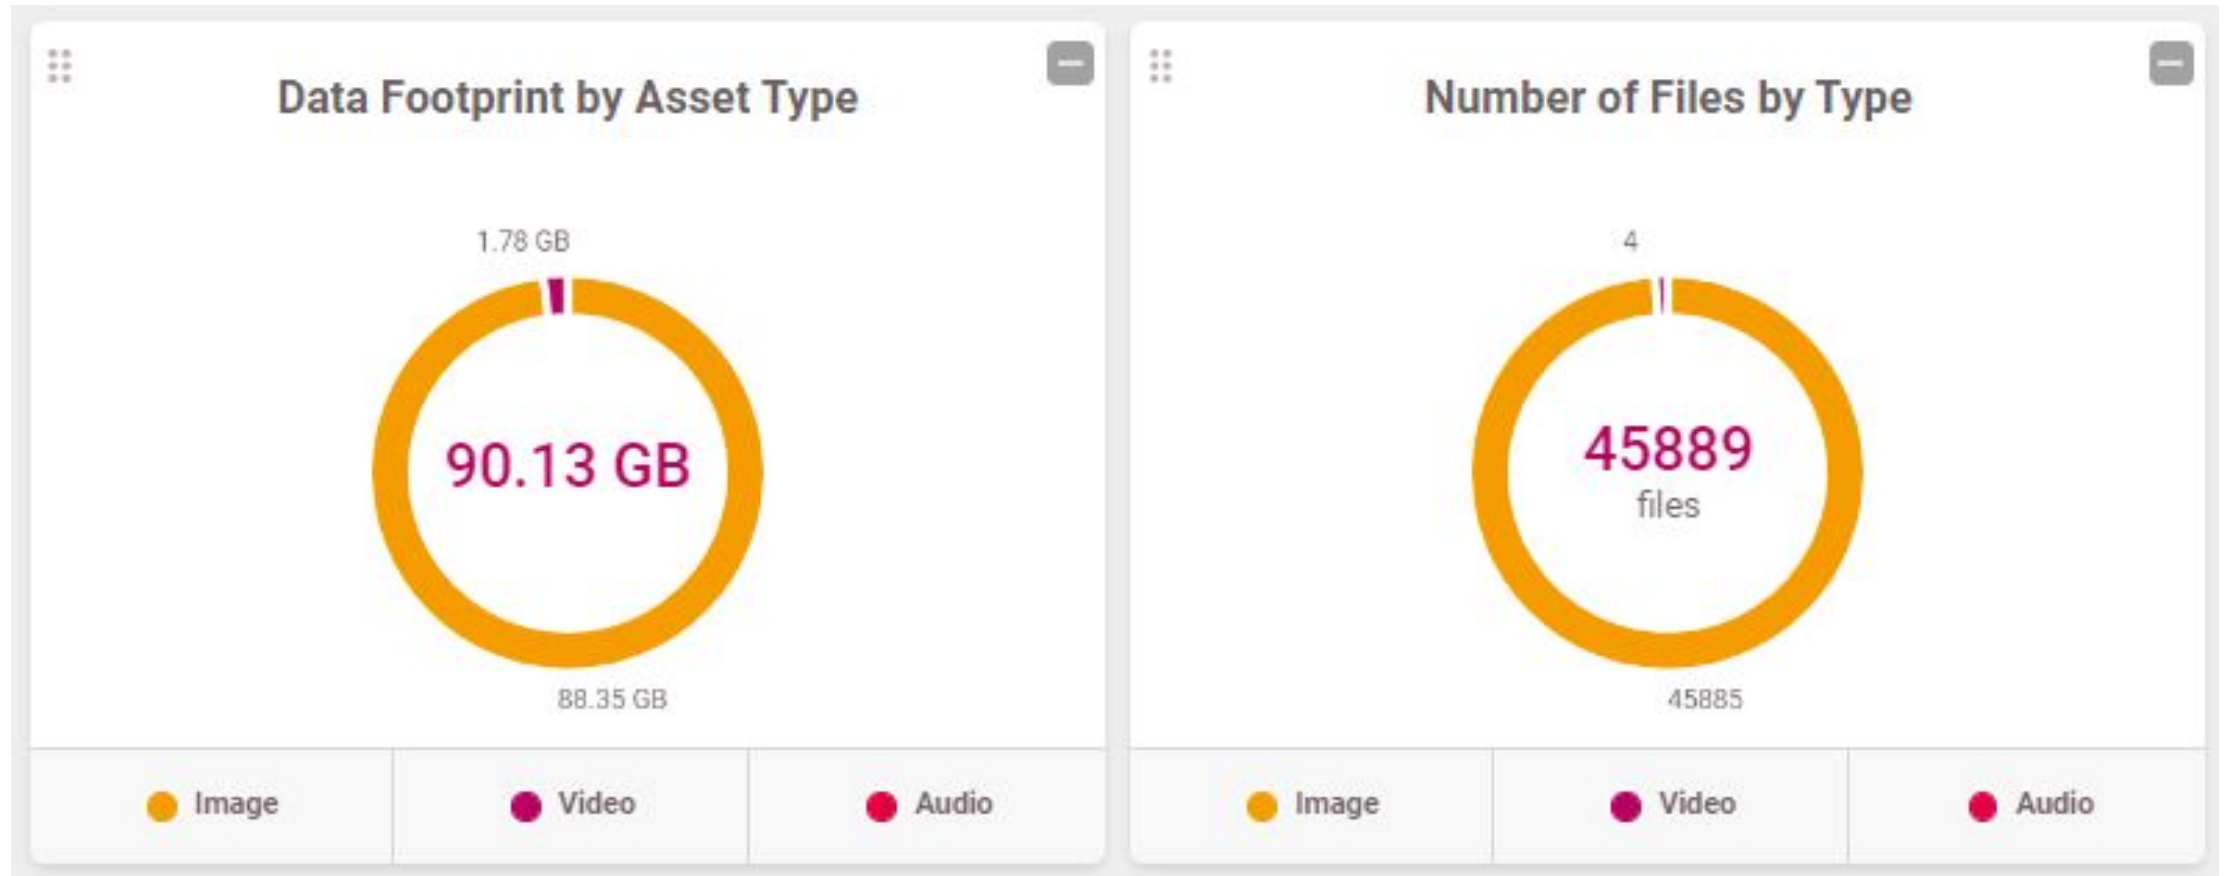 Data Footprint by Asset Type
1.78 GB
90.13 GB
88.35 GB
Image
Video
Audio
Number of Files by Type
4
45889
files
45885
Image
Video
Audio